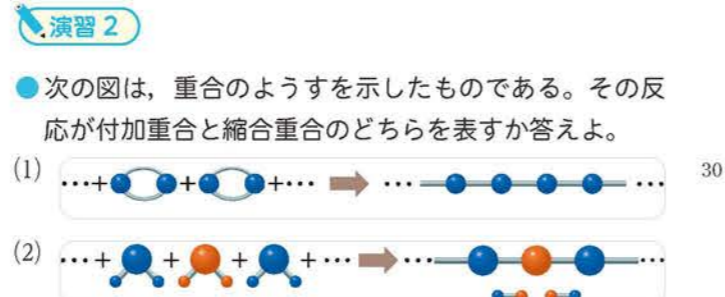 演習 2
次の図は，重合のようすを示したものである。その反
応が付加重合と縮合重合のどちらを表すか答えよ。
(1) …+ + +… …  …
30
(2) …+ + + +… …  …